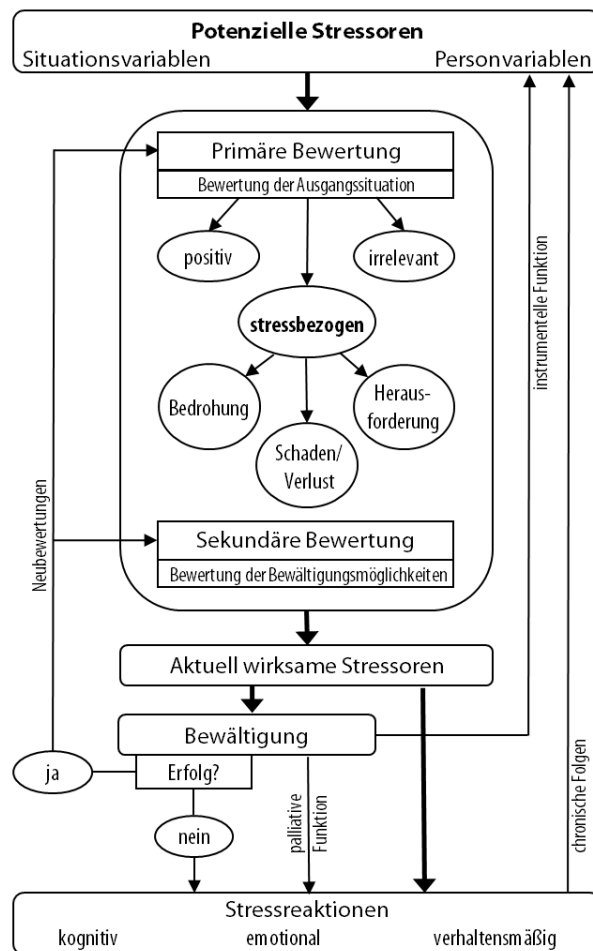 Potenzielle Stressoren
Situationsvariablen Personvariablen
Primäre Bewertung
Bewertung der Ausgangssituation
positiv
irrelevant
stressbezogen
Bedrohung
Heraus-
forderung
Schaden/
Verlust
Sekundäre Bewertung
Bewertung der Bewältigungsmöglichkeiten
Neubewertungen
instrumentelle Funktion
Aktuell wirksame Stressoren
Bewältigung
ja
Erfolg?
nein
palliative
Funktion
chronische Folgen
Stressreaktionen
kognitiv emotional verhaltensmäßig